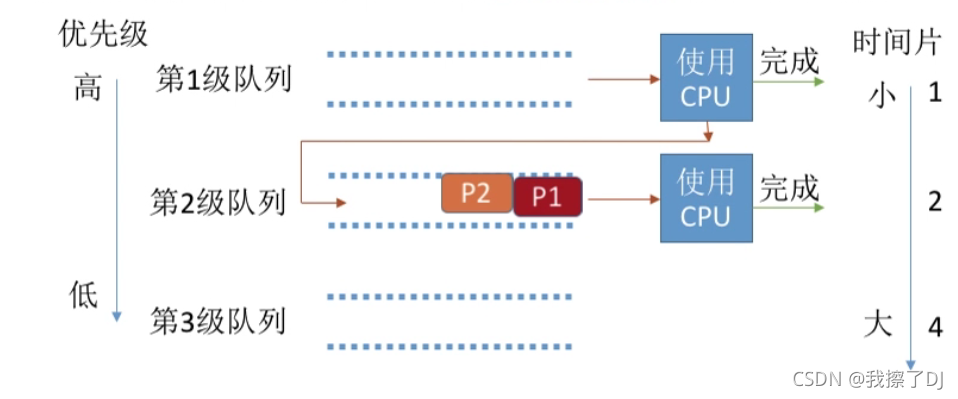 优先级
高
第1级队列
使用
CPU
完成
时间片
小
1
第2级队列
P2
P1
使用
CPU
完成
2
低
第3级队列
大
4
CSDN @我擦了DJ